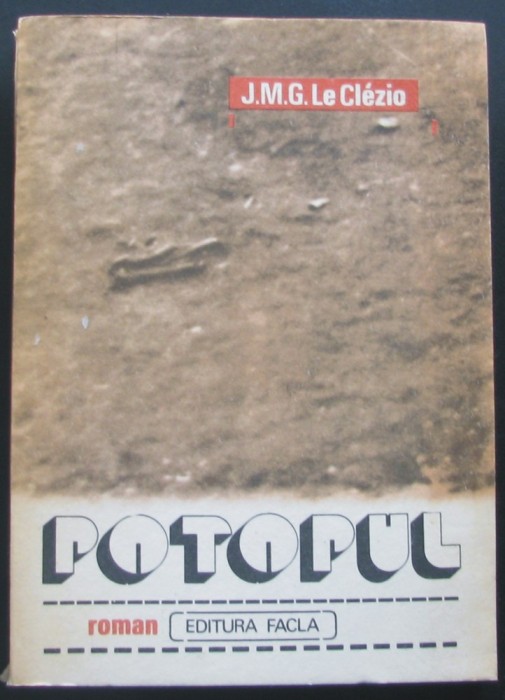 J.M.G. Le Clézio
POTOPUL
roman EDITURA FACLA